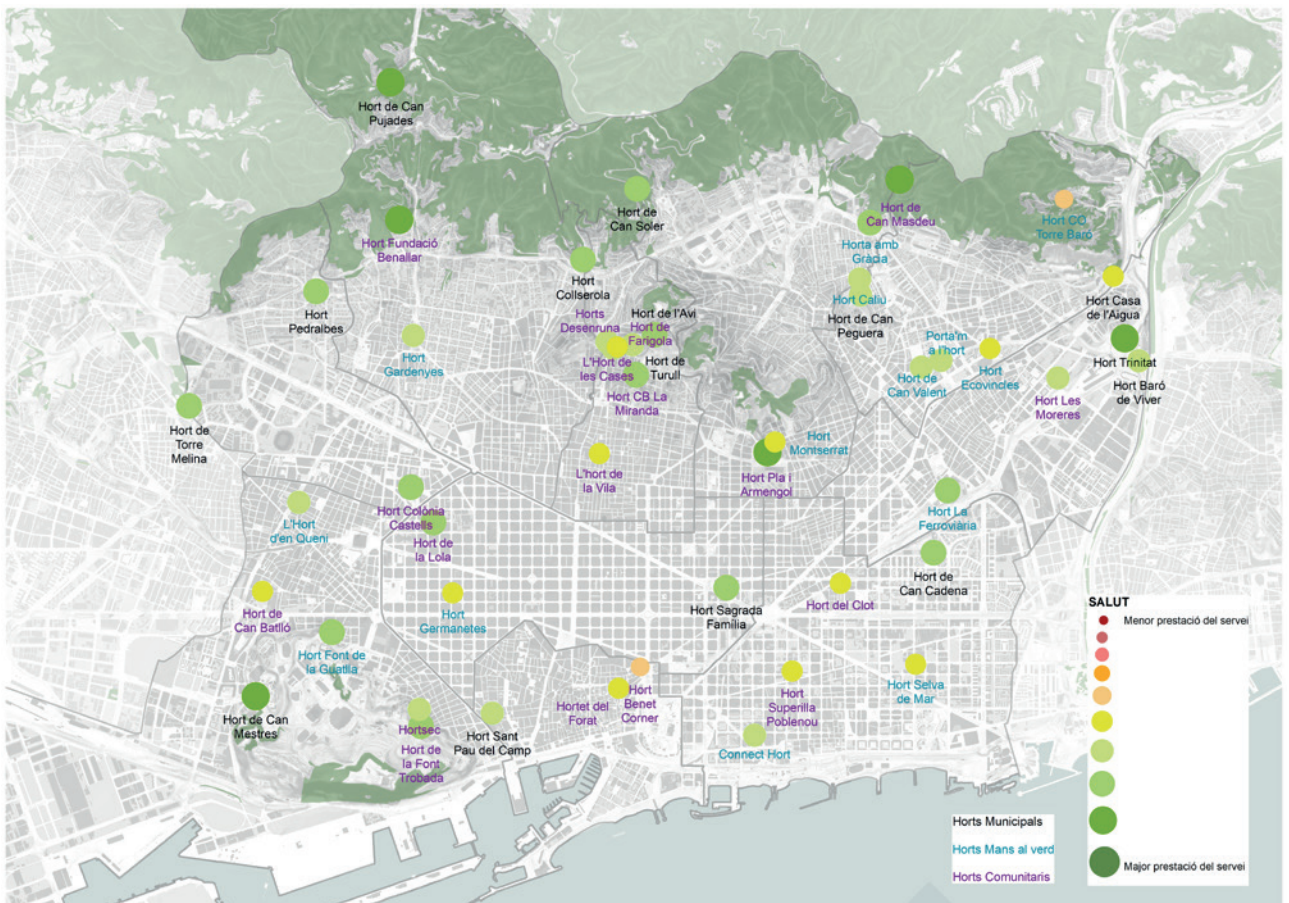 Hort de Can
Pujades
Hort de
Can Soler
Hort de
Can Masdeu
Hort CO
Torre Baró
Hort Fundació
Benallar
Horta amb
Gràcia
Hort
Collserola
Hort
Pedralbes
Hort Caliu
Hort Casa
de l'Aigua
Horts
Desenruna
Hort de l'Avi
Hort de
Farigola
Hort de Can
Peguera
Hort
Gardenyes
L'Hort de
les Cases
Hort de
Turull
Porta'm
a l'hort
Hort
Ecovincles
Hort Trinitat
Hort de
Can Valent
Hort Baró
de Viver
Hort CB La
Miranda
Hort Les
Moreres
Hort de
Torre
Melina
Hort
Montserrat
L'hort de
la Vila
Hort Pla i
Armengol
Hort Colònia
Castells
L'Hort
d'en Queni
Hort La
Ferroviària
Hort de
la Lola
Hort de
Can Cadena
Hort de
Can Batlló
Hort
Germanetes
Hort Sagrada
Família
Hort del Clot
Hort Font de
la Guatlla
Hort de Can
Mestres
Hortsec
Hort de
la Font
Trobada
Hort Sant
Pau del Camp
Hortet del
Forat
Hort
Benet
Corner
Hort
Superilla
Poblenou
Hort Selva
de Mar
Connect Hort
SALUT
Menor prestació del servei
Major prestació del servei
Horts Municipals
Horts Mans al verd
Horts Comunitaris